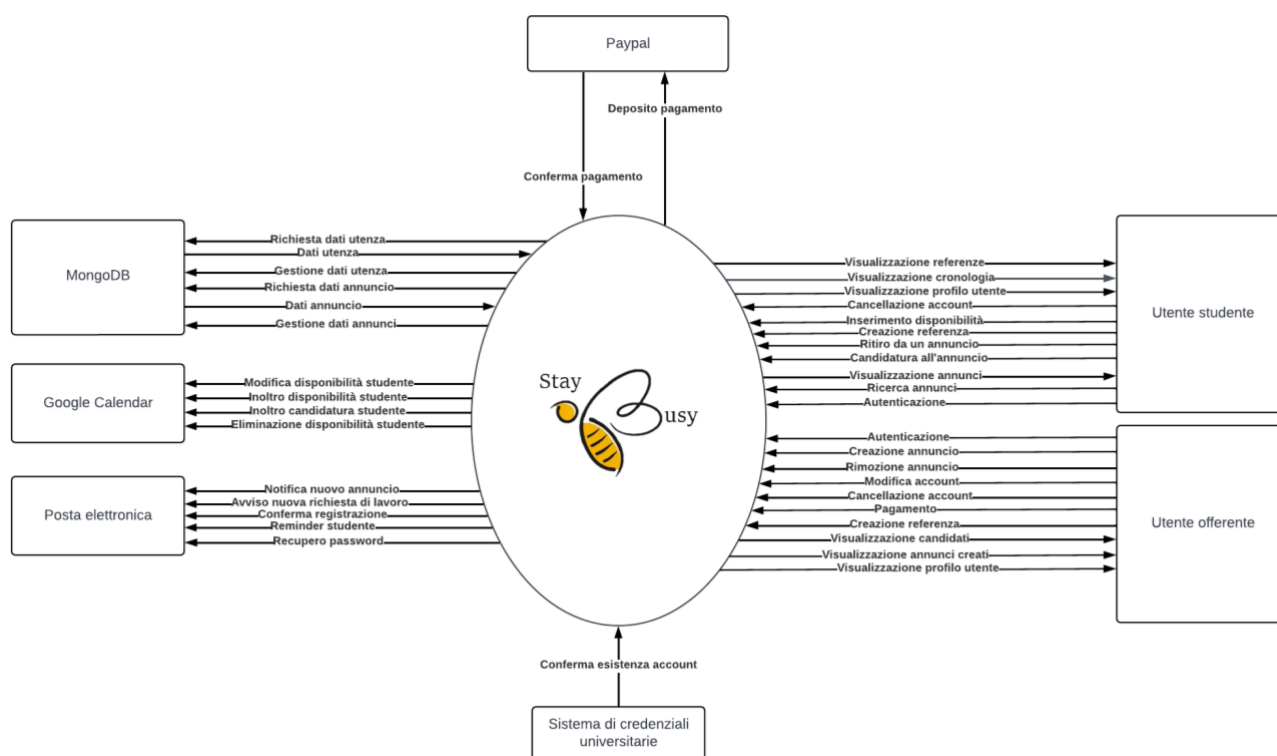 Paypal
Deposito pagamento
Conferma pagamento
MongoDB
Richiesta dati utenza
Dati utenza
Gestione dati utenza
Richiesta dati annuncio
Dati annuncio
Gestione dati annunci
Google Calendar
Modifica disponibilità studente
Inoltro disponibilità studente
Inoltro candidatura studente
Eliminazione disponibilità studente
Posta elettronica
Notifica nuovo annuncio
Avviso nuova richiesta di lavoro
Conferma registrazione
Reminder studente
Recupero password
Stay
Busy
Visualizzazione referenze
Visualizzazione cronologia
Visualizzazione profilo utente
Cancellazione account
Inserimento disponibilità
Creazione referenza
Ritiro da un annuncio
Candidatura all'annuncio
Visualizzazione annunci
Ricerca annunci
Autenticazione
Utente studente
Autenticazione
Creazione annuncio
Rimozione annuncio
Modifica account
Cancellazione account
Pagamento
Creazione referenza
Visualizzazione candidati
Visualizzazione annunci creati
Visualizzazione profilo utente
Utente offerente
Conferma esistenza account
Sistema di credenziali
universitarie